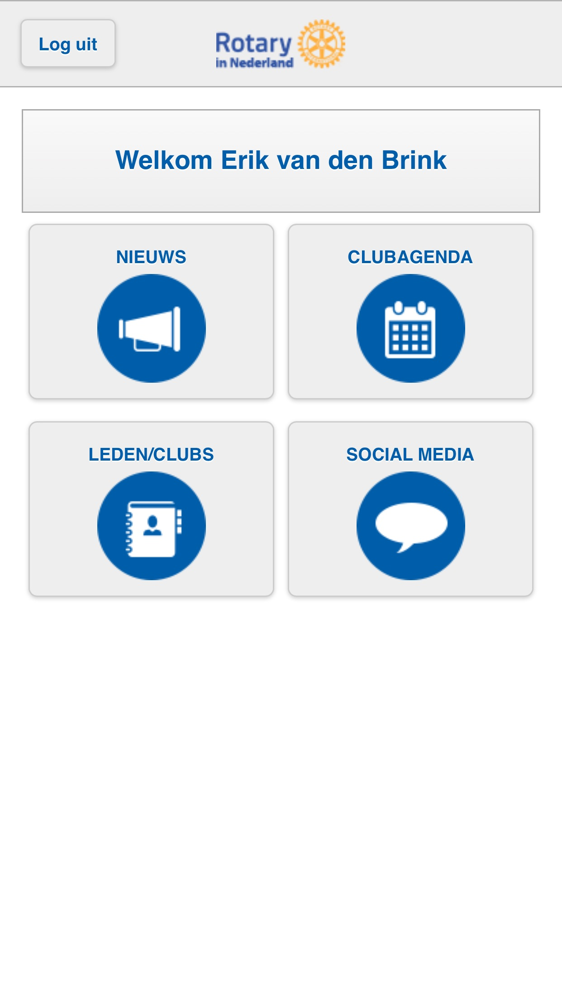 Log uit
Rotary
in Nederland
Welkom Erik van den Brink
NIEUWS
CLUBAGENDA
LEDEN/CLUBS
SOCIAL MEDIA